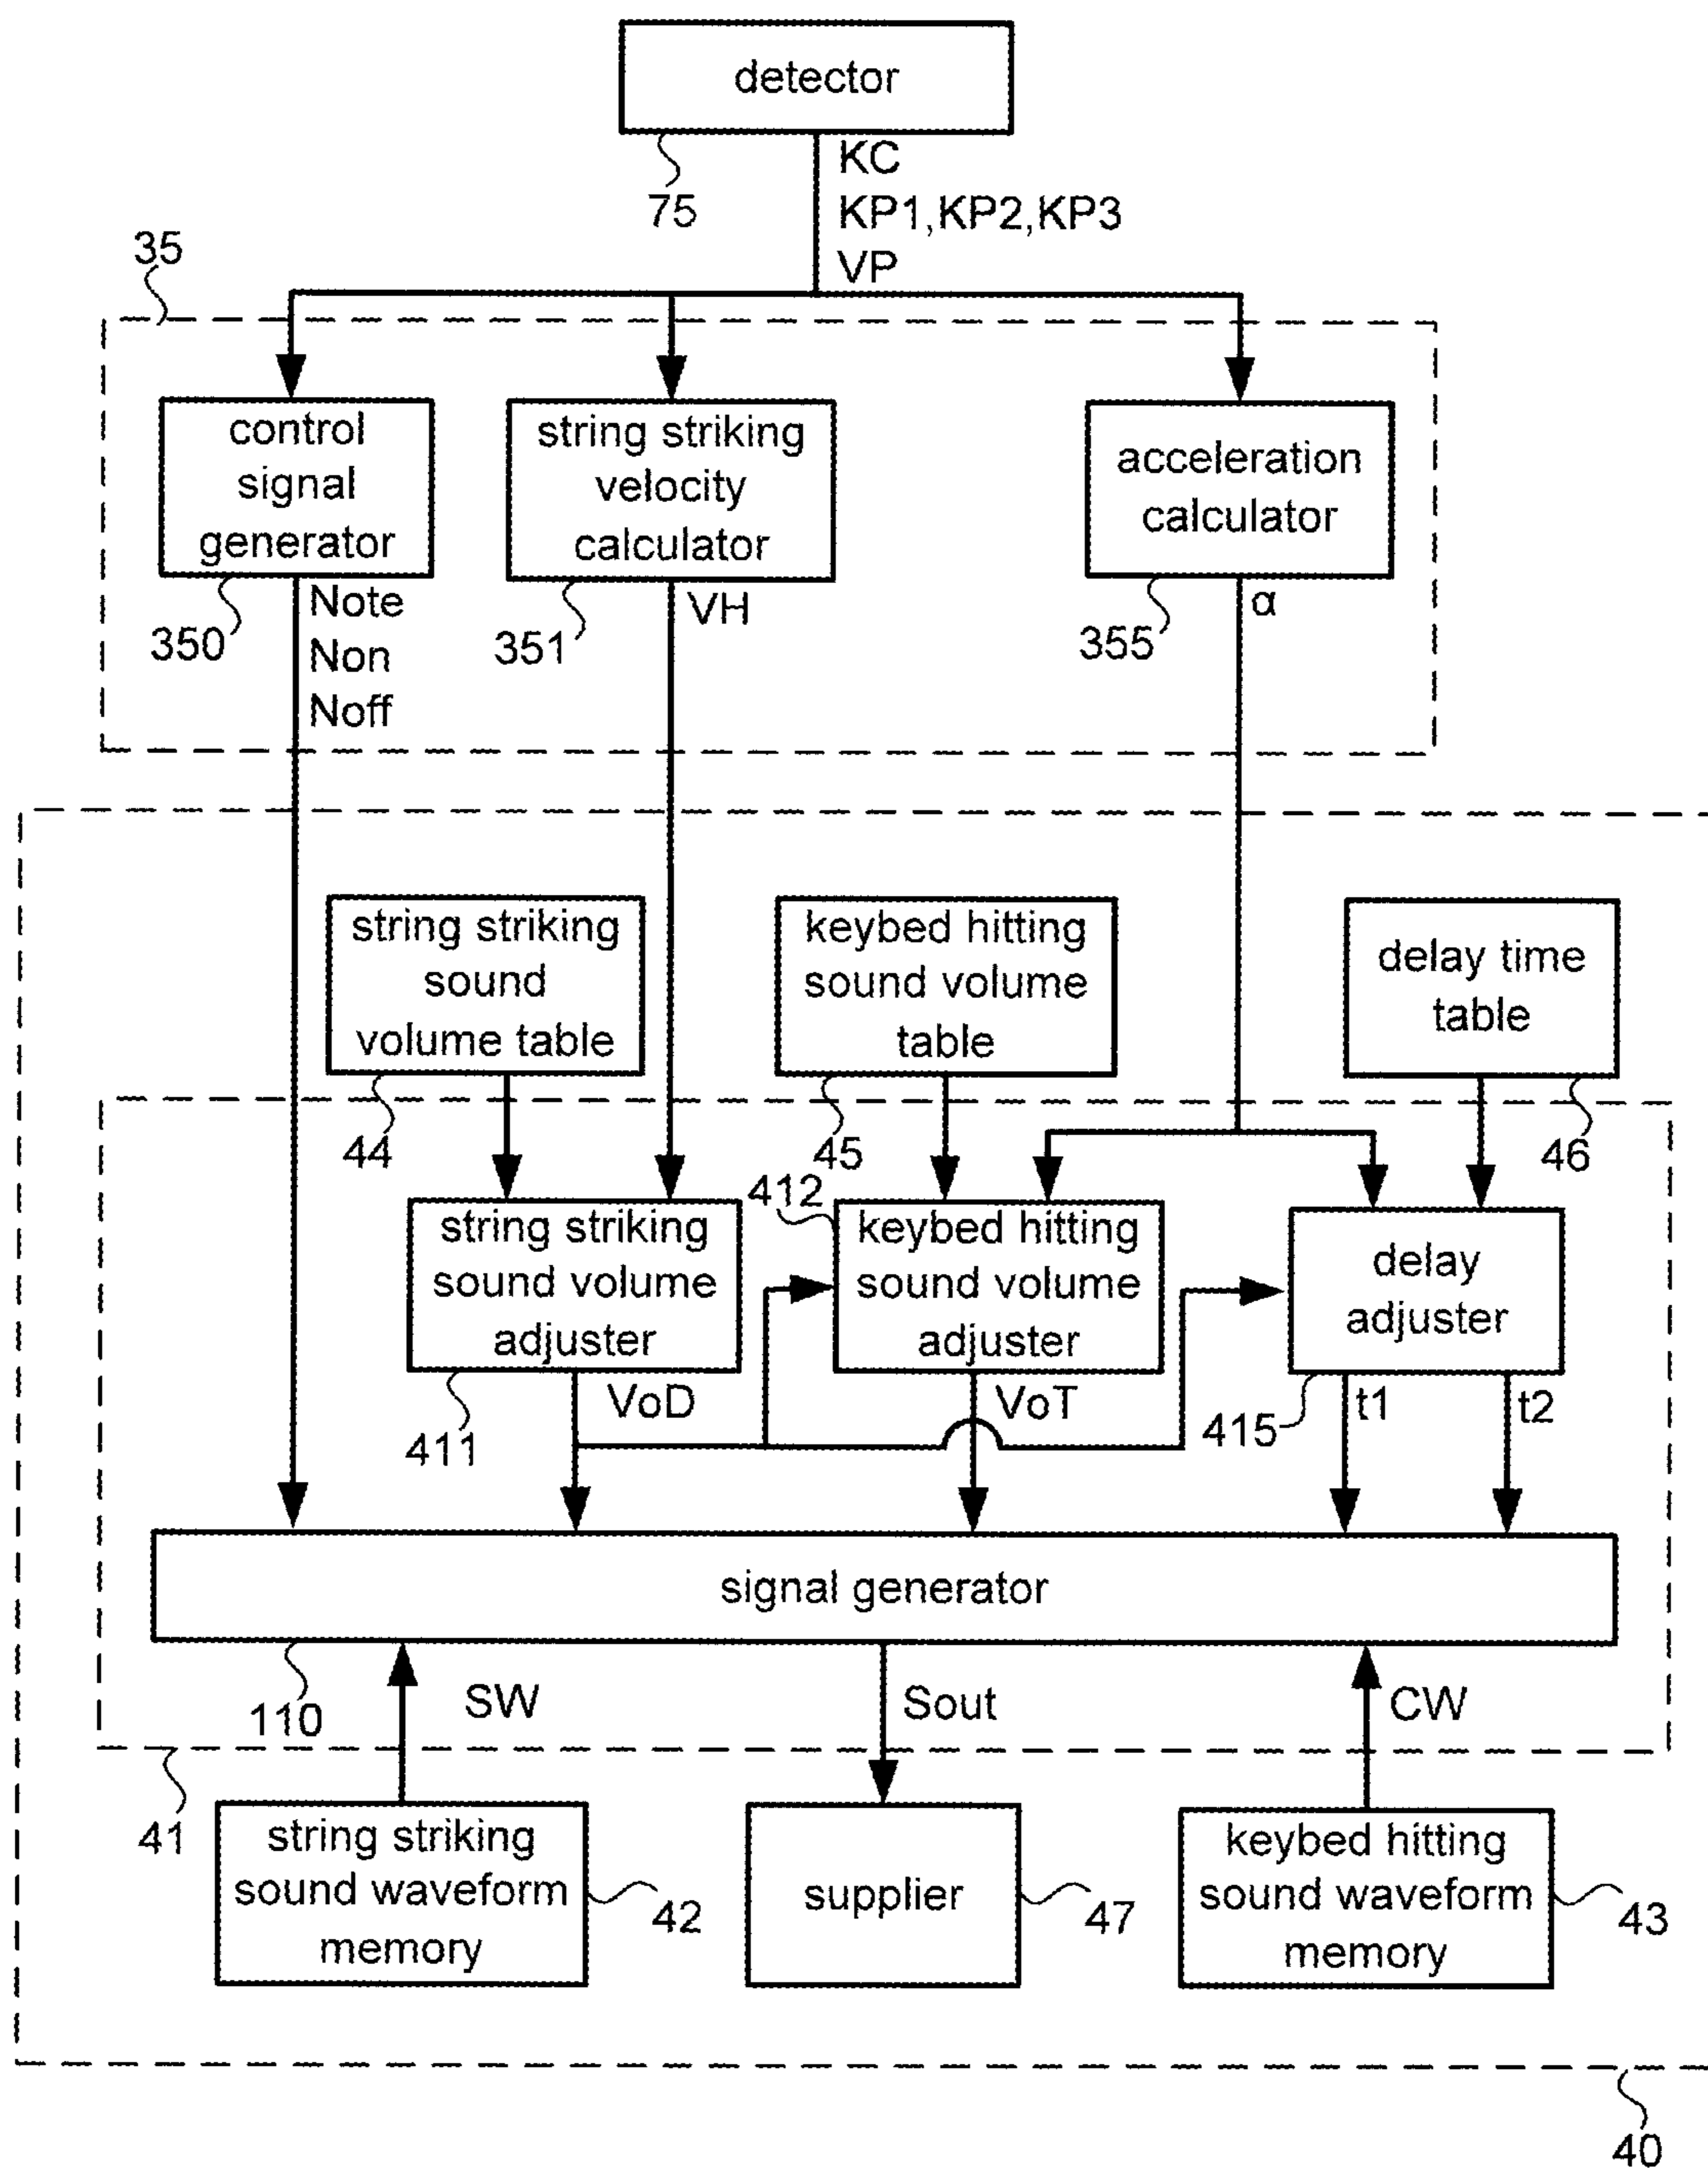 detector
75
KC
KP1,KP2,KP3
VP
35
control
signal
generator
350
Note
Non
Noff
string striking
velocity
calculator
351
VH
acceleration
calculator
355
α
string striking
sound
volume table
44
keybed hitting
sound volume
table
45
delay time
table
46
string striking
sound volume
adjuster
411
VoD
412
keybed hitting
sound volume
adjuster
VoT
delay
adjuster
415
t1
t2
signal generator
110
SW
Sout
CW
41
string striking
sound waveform
memory
42
supplier
47
keybed hitting
sound waveform
memory
43
40